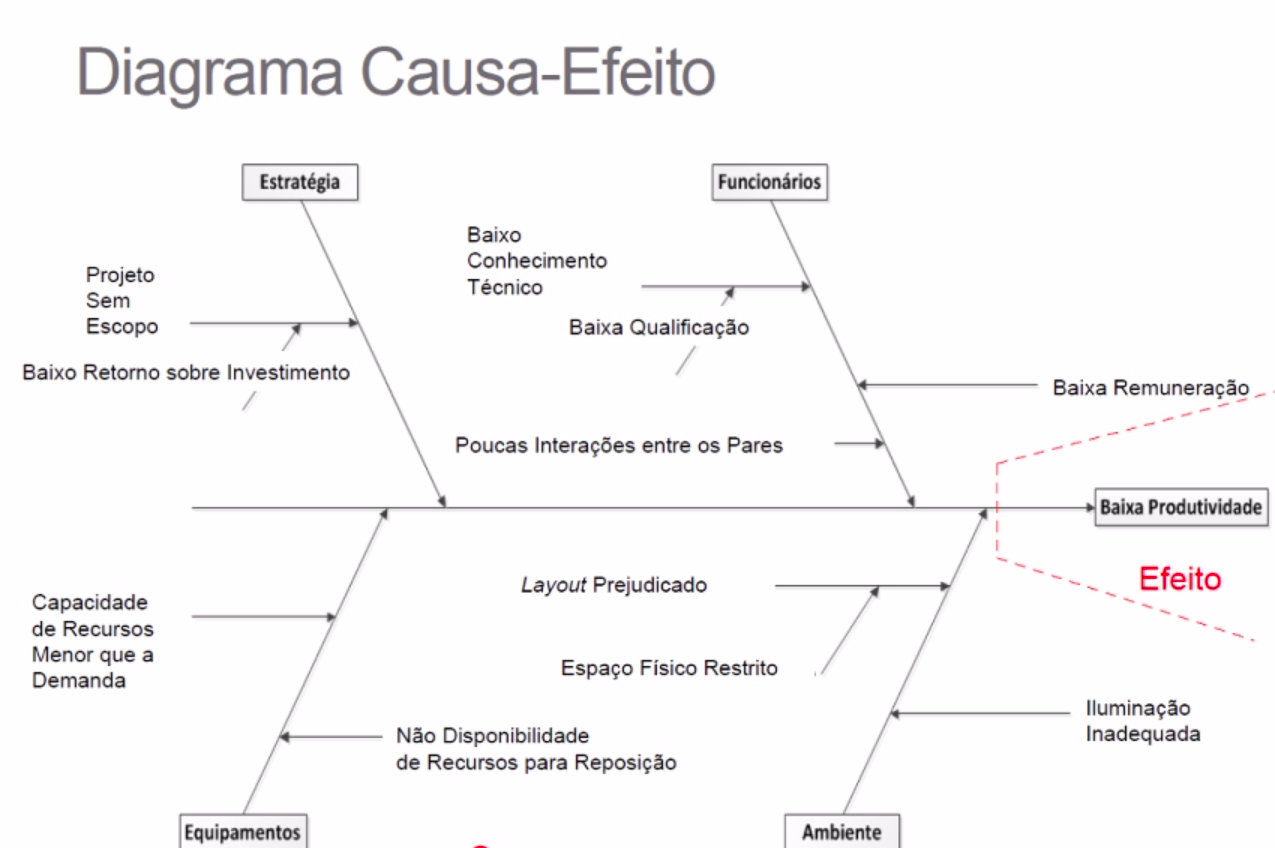 Diagrama Causa-Efeito
Estratégia
Funcionários
Baixo
Conhecimento
Técnico
Projeto
Sem
Escopo
Baixa Qualificação
Baixo Retorno sobre Investimento
Baixa Remuneração
Poucas Interações entre os Pares
Baixa Produtividade
Efeito
Layout Prejudicado
Capacidade
de Recursos
Menor que a
Demanda
Espaço Físico Restrito
Iluminação
Inadequada
Não Disponibilidade
de Recursos para Reposição
Equipamentos
Ambiente